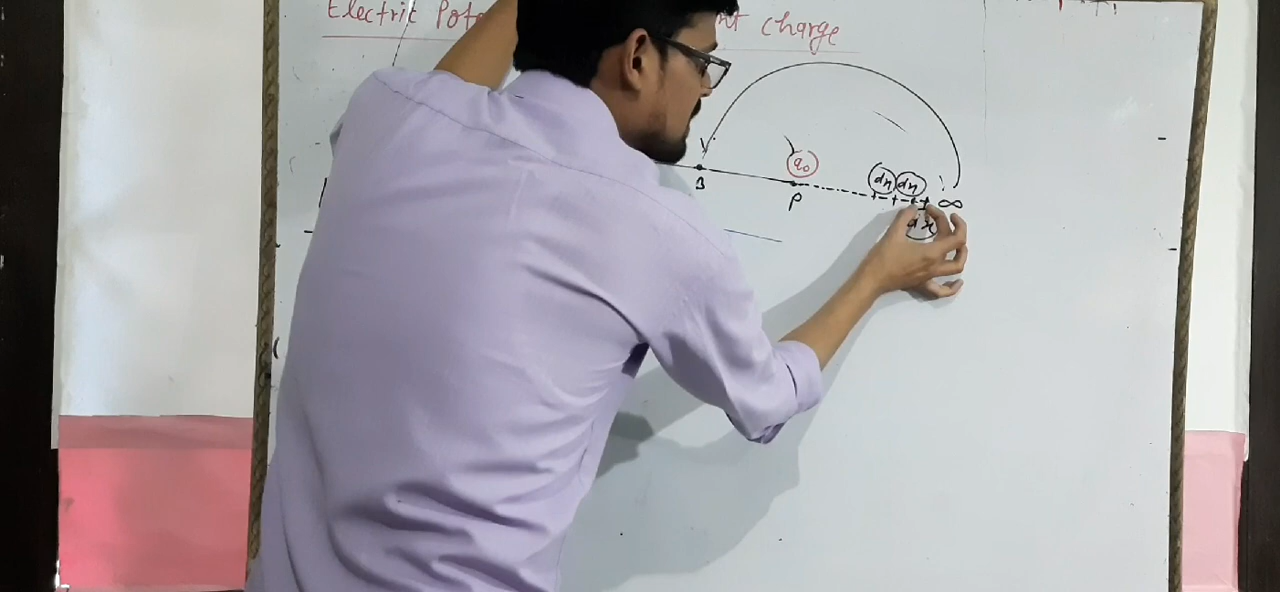 Electric Pote nt charge
q₀
dx dx
B
P
∞
dx